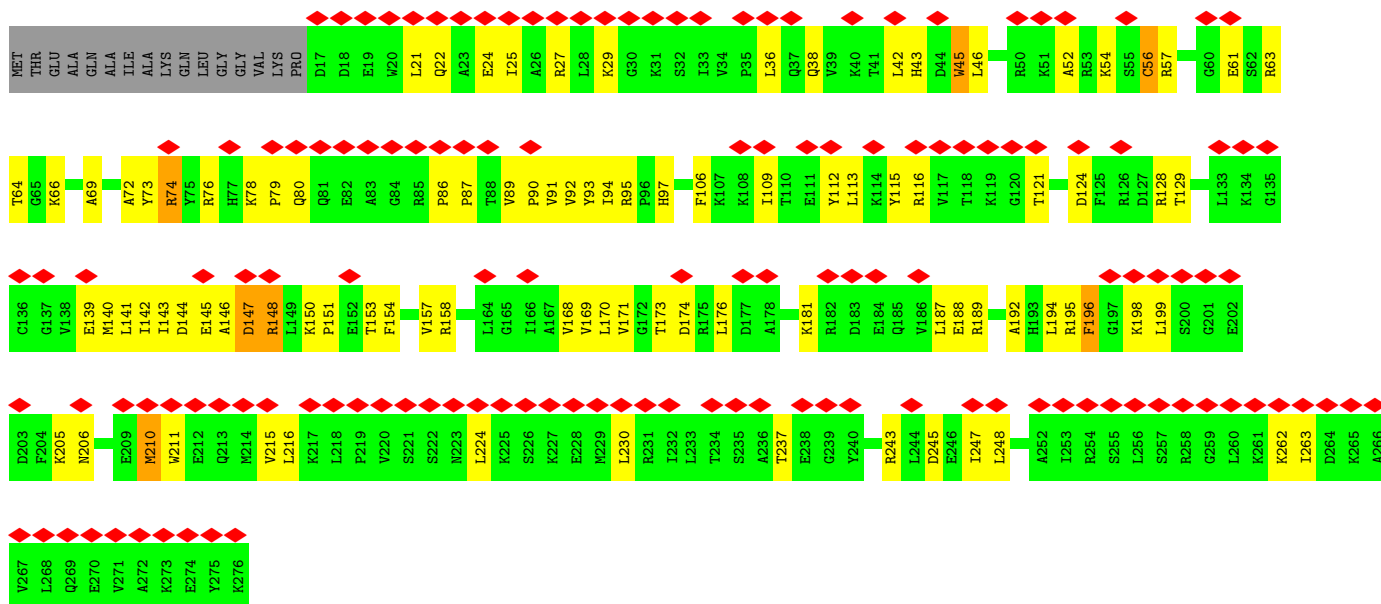 MET THR GLU ALA GLN ALA ILE ALA LYS GLN LEU GLY GLY VAL LYS PRO D17 D18 E19 W20 L21 Q22 A23 E24 I25 A26 R27 L28 K29 G30 K31 S32 I33 V34 P35 L36 Q37 Q38 V39 K40 T41 L42 H43 D44 W45 L46 R50 K51 A52 R53 K54 S55 C56 R57 G60 E61 S62 R63
T64 G65 K66 A69 A72 Y73 R74 Y75 R76 H77 K78 P79 Q80 Q81 E82 A83 G84 R85 P86 P87 T88 V89 P90 V91 V92 Y93 I94 R95 P96 H97 F106 K107 K108 I109 T110 E111 Y112 L113 K114 Y115 R116 V117 T118 K119 G120 T121 D124 F125 R126 D127 R128 T129 L133 K134 G135
C136 G137 V138 E139 M140 L141 I142 I143 D144 E145 A146 D147 R148 L149 K150 P151 E152 T153 F154 V157 R158 L164 G165 I166 A167 V168 V169 L170 V171 G172 T173 D174 R175 L176 D177 A178 K181 R182 D183 E184 Q185 V186 L187 E188 R189 A192 H193 L194 R195 F196 G197 K198 L199 S200 G201 E202
D203 F204 K205 N206 E209 M210 W211 E212 Q213 M214 V215 L216 K217 L218 P219 V220 S221 S222 N223 L224 K225 S226 K227 E228 M229 L230 R231 I232 L233 T234 S235 A236 T237 E238 G239 Y240 R243 L244 D245 E246 I247 L248 A252 I253 R254 S255 L256 S257 R258 G259 L260 K261 K262 I263 D264 K265 A266
V267 L268 Q269 E270 V271 A272 K273 E274 Y275 K276